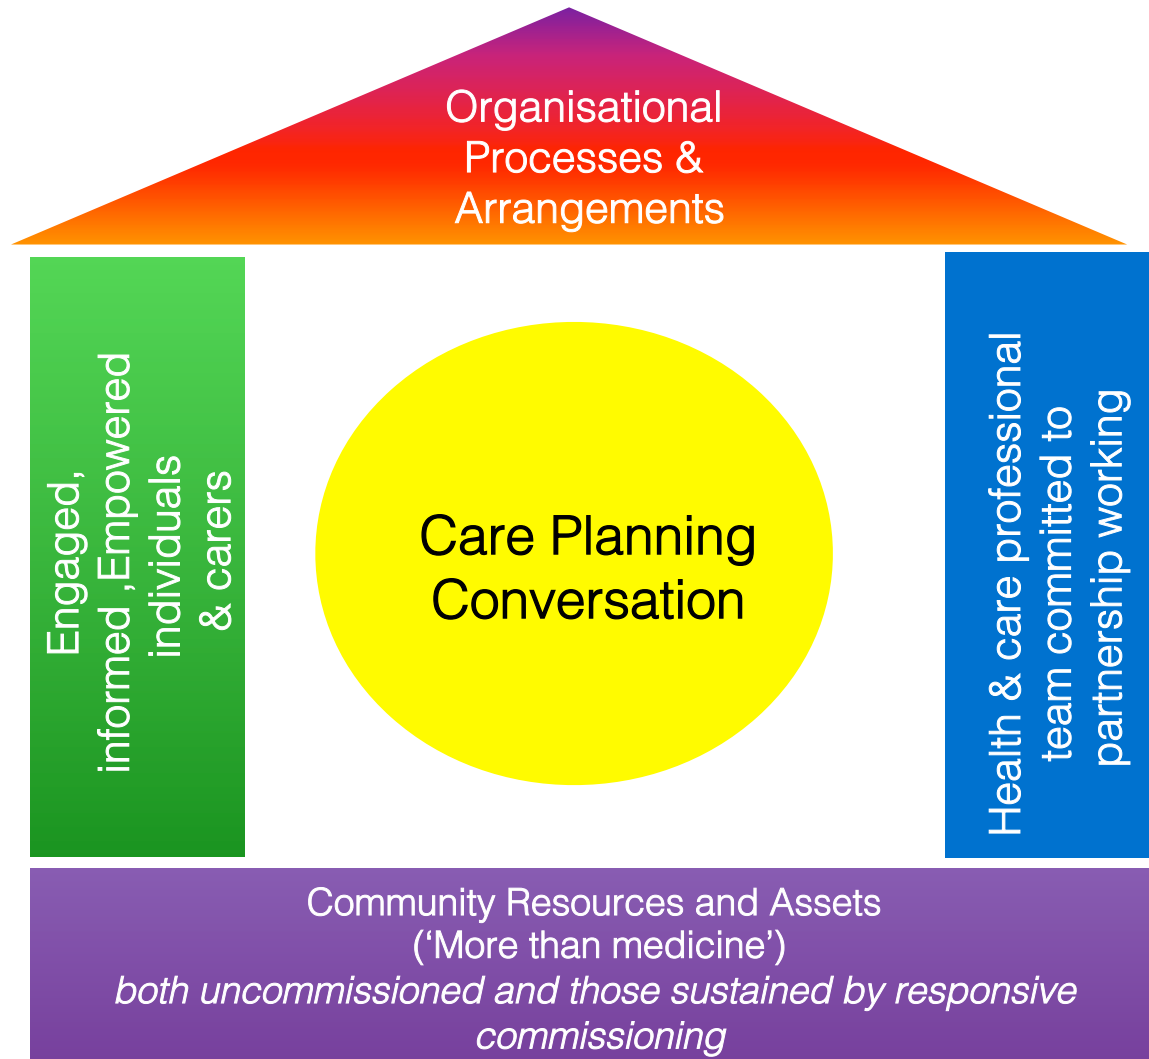 Organisational
Processes &
Arrangements
Engaged,
informed ,Empowered
individuals
& carers
Care Planning
Conversation
Health & care professional
team committed to
partnership working
Community Resources and Assets
(‘More than medicine’)
both uncommissioned and those sustained by responsive
commissioning